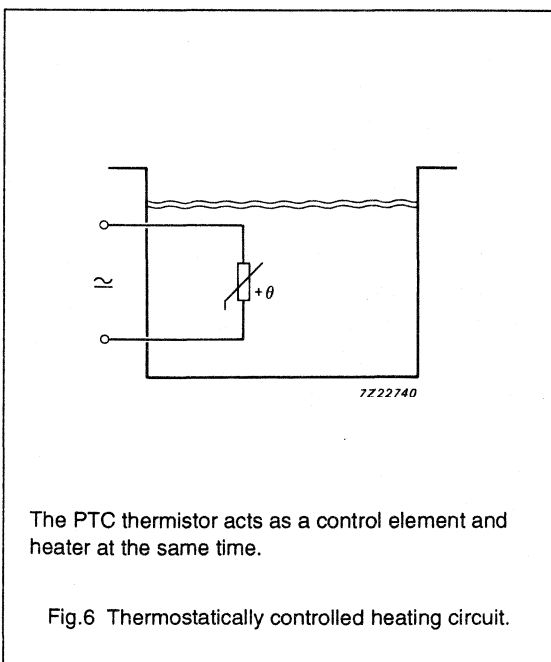 ≃
+θ
7Z22740
The PTC thermistor acts as a control element and
heater at the same time.
Fig.6 Thermostatically controlled heating circuit.